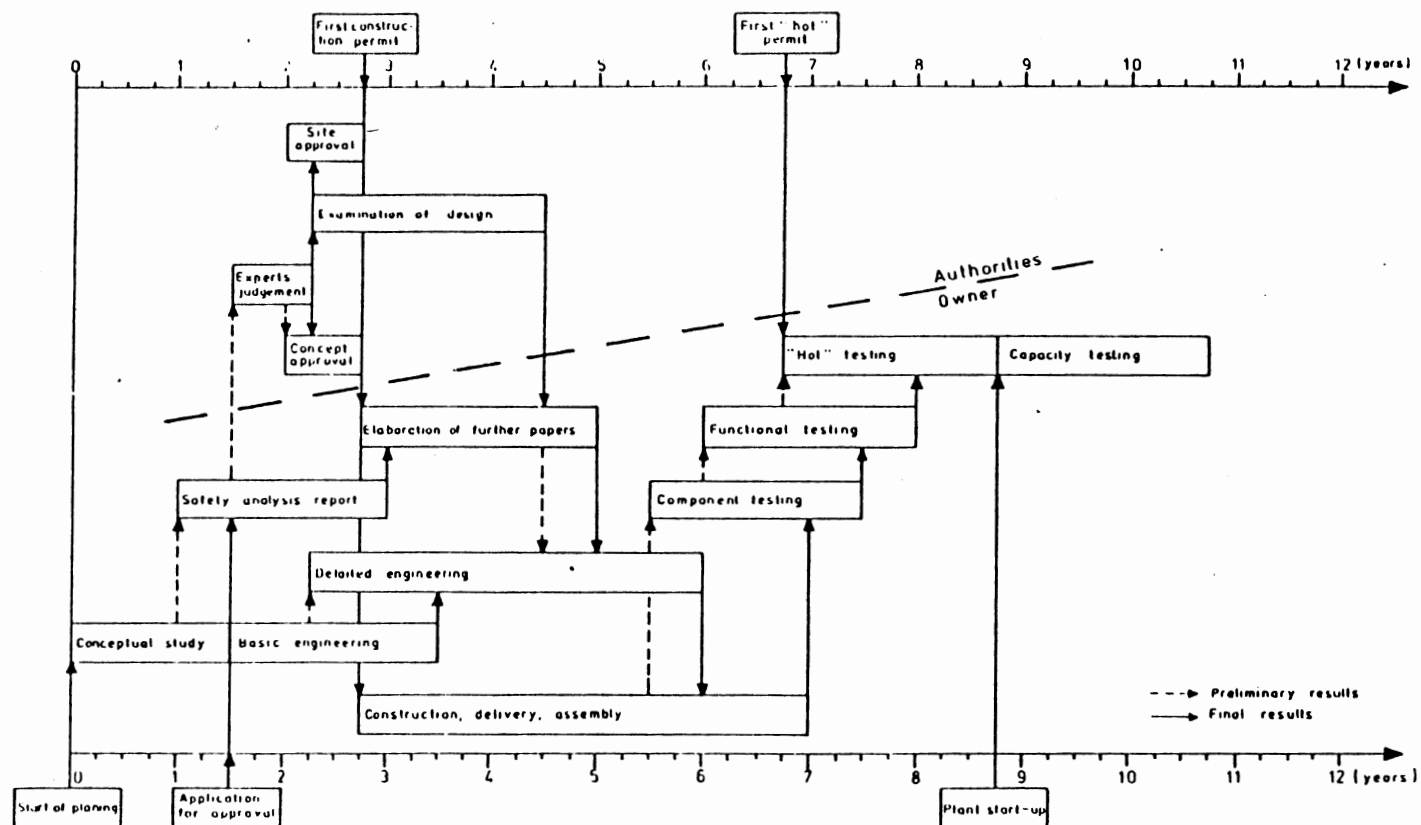 First construc-
tion permit
First "hot"
permit
0 1 2 3 4 5 6 7 8 9 10 11 12 (years)
Site
approval
Examination of design
Experts
judgement
Authorities
Owner
Concept
approval
"Hot" testing
Capacity testing
Elaboration of further papers
Functional testing
Safety analysis report
Component testing
Detailed engineering
Conceptual study
Basic engineering
Preliminary results
Construction, delivery, assembly
Final results
0 1 2 3 4 5 6 7 8 9 10 11 12 (years)
Start of planing
Application
for approval
Plant start-up